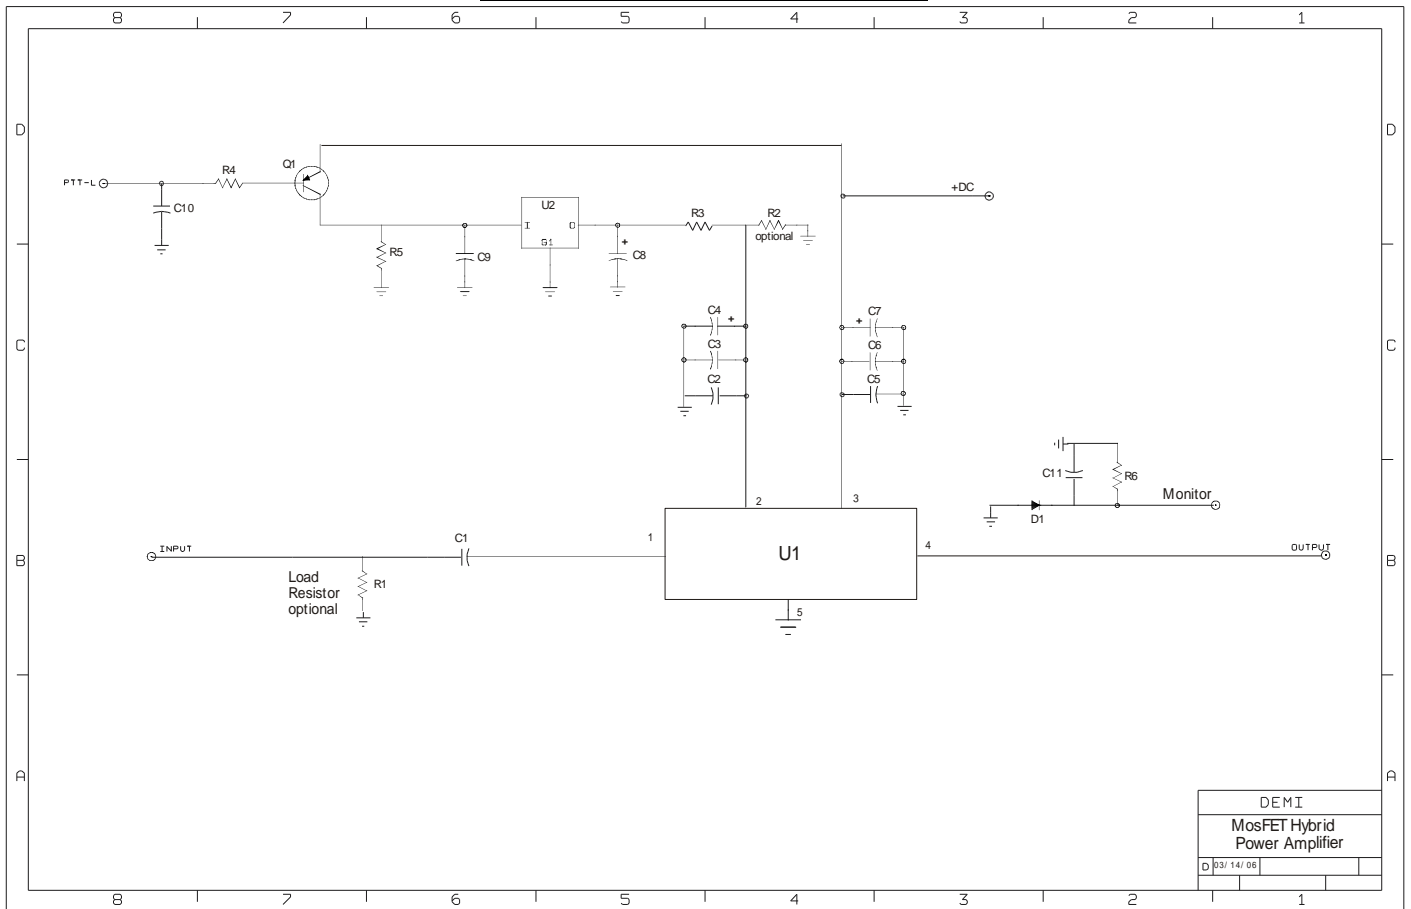 8 7 6 5 4 3 2 1
D D
Q1
R4
PTT-L
C10
+DC
U2
I O
G1
R3
R2
optional
R5
C9
+
C8
C4 +
C3
C2
+ C7
C6
C5
C C
C11
R6
Monitor
D1
2
3
1
U1
4
5
C1
INPUT
OUTPUT
B B
Load
Resistor
optional
R1
A A
DEMI
MosFET Hybrid
Power Amplifier
D 03/ 14/ 06
8 7 6 5 4 3 2 1